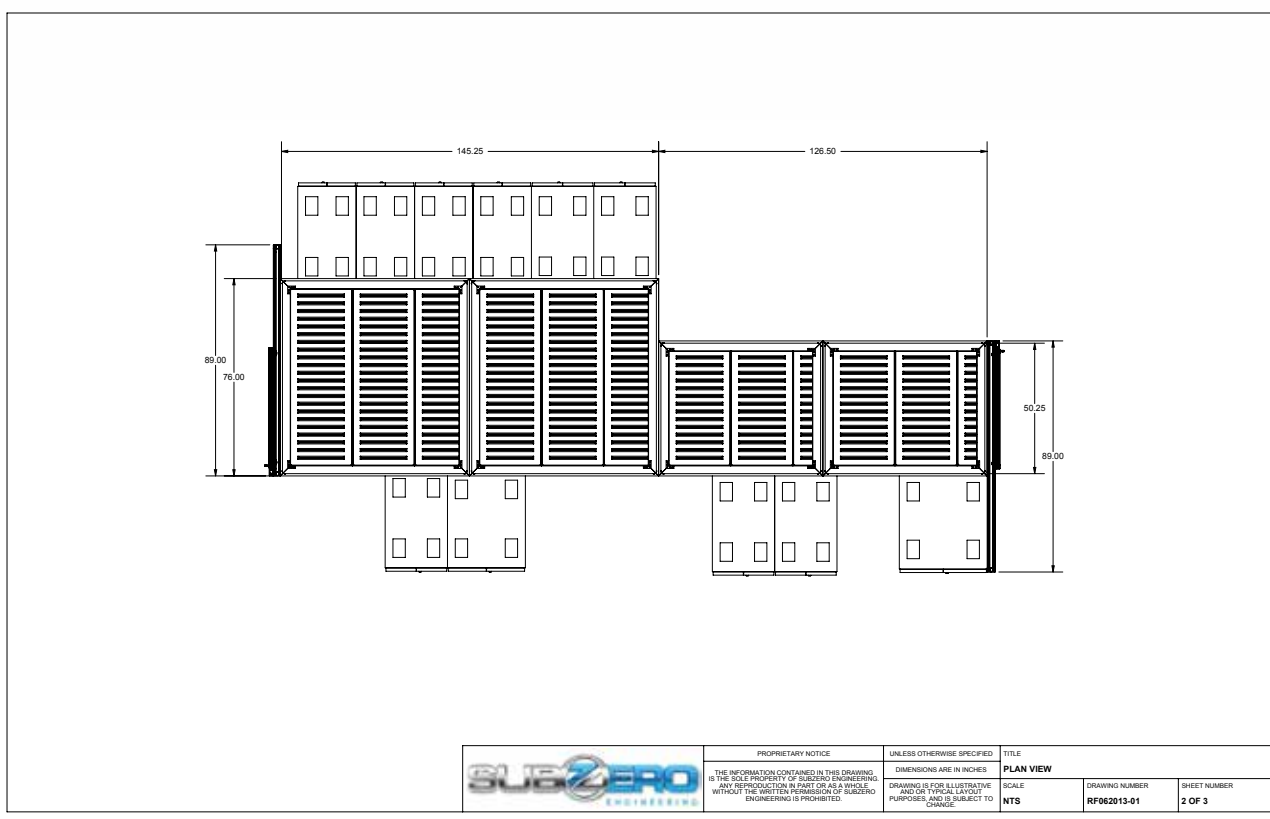 145.25
126.50
89.00
76.00
50.25
89.00
SUBZERO
ENGINEERING
PROPRIETARY NOTICE
THE INFORMATION CONTAINED IN THIS DRAWING
IS THE SOLE PROPERTY OF SUBZERO ENGINEERING.
ANY REPRODUCTION IN PART OR AS A WHOLE
WITHOUT THE WRITTEN PERMISSION OF SUBZERO
ENGINEERING IS PROHIBITED.
UNLESS OTHERWISE SPECIFIED
DIMENSIONS ARE IN INCHES
DRAWING IS FOR ILLUSTRATIVE
AND OR TYPICAL LAYOUT
PURPOSES, AND IS SUBJECT TO
CHANGE.
TITLE
PLAN VIEW
SCALE
NTS
DRAWING NUMBER
RF062013-01
SHEET NUMBER
2 OF 3